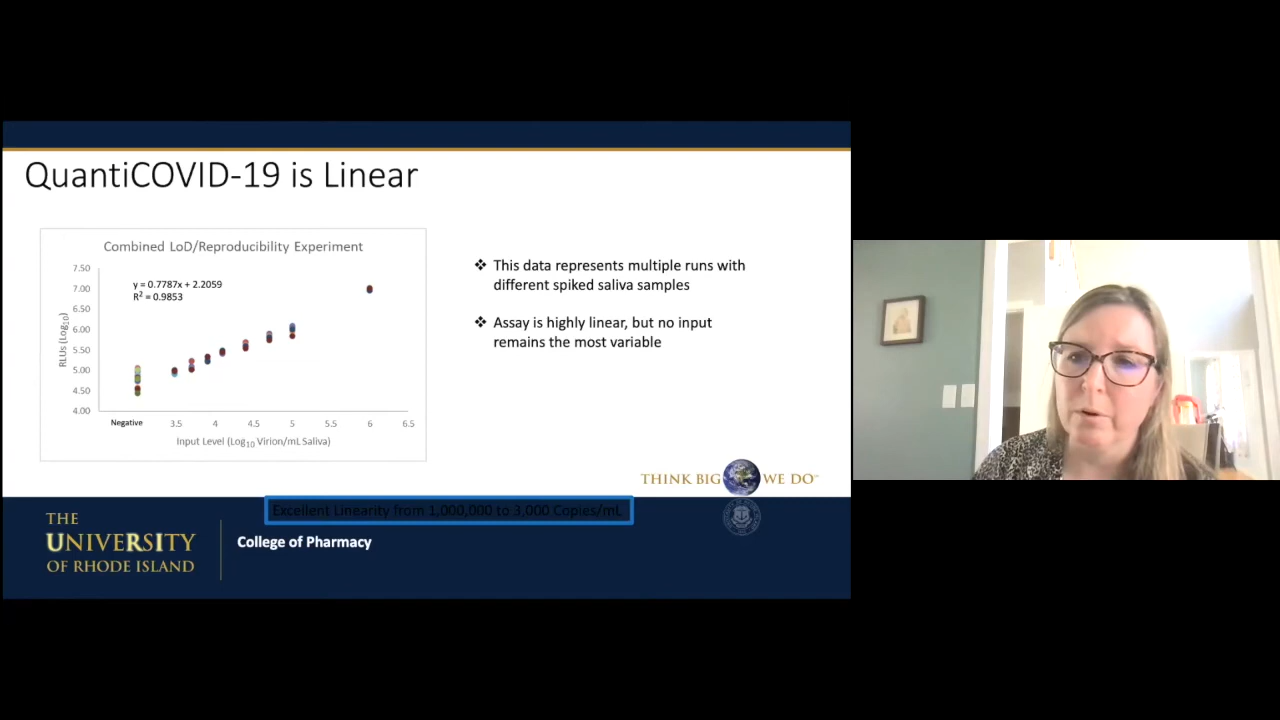 QuantiCOVID-19 is Linear
Combined LoD/Reproducibility Experiment
y = 0.7787x + 2.2059
R² = 0.9853
7.50
7.00
6.50
6.00
5.50
5.00
4.50
4.00
RLUs (Log₁₀)
Negative 3.5 4 4.5 5 5.5 6 6.5
Input Level (Log₁₀ Virion/mL Saliva)
❖ This data represents multiple runs with
different spiked saliva samples
❖ Assay is highly linear, but no input
remains the most variable
THINK BIG WE DO™
Excellent Linearity from 1,000,000 to 3,000 Copies/mL
THE
UNIVERSITY
OF RHODE ISLAND
College of Pharmacy